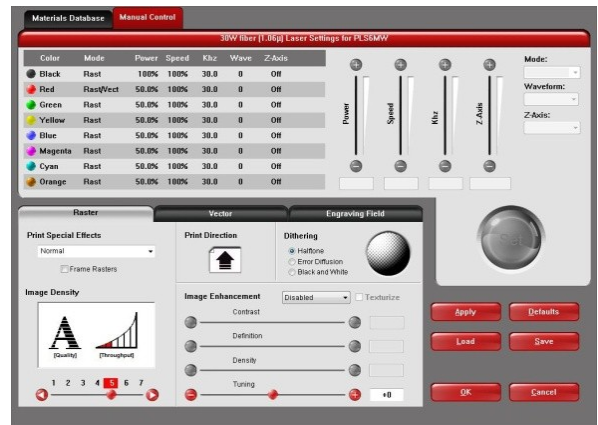 Materials Database Manual Control
30W fiber [1.06µ] Laser Settings for PLS6MW
Color Mode Power Speed Khz Wave Z-Axis
Black Rast 100% 100% 30.0 0 Off
Red Rast/Vect 50.0% 100% 30.0 0 Off
Green Rast 50.0% 100% 30.0 0 Off
Yellow Rast 50.0% 100% 30.0 0 Off
Blue Rast 50.0% 100% 30.0 0 Off
Magenta Rast 50.0% 100% 30.0 0 Off
Cyan Rast 50.0% 100% 30.0 0 Off
Orange Rast 50.0% 100% 30.0 0 Off
Power
Speed
Khz
Z-Axis
Mode:
Waveform:
Z-Axis:
Set
Raster Vector Engraving Field
Print Special Effects
Normal
Frame Rasters
Print Direction
Dithering
Halftone
Error Diffusion
Black and White
Image Density
A
[Quality] [Throughput]
1 2 3 4 5 6 7
Image Enhancement Disabled Texturize
Contrast
Definition
Density
Tuning
+0
Apply Defaults
Load Save
OK Cancel